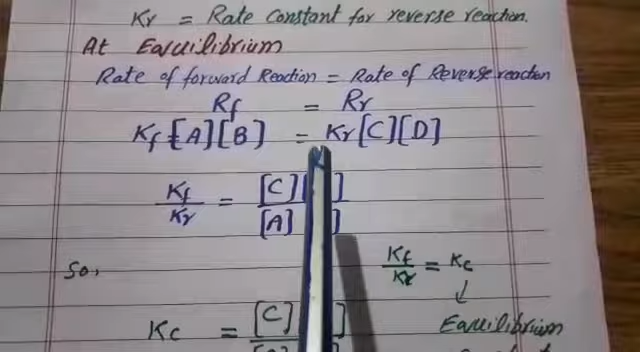 Kr = Rate Constant for reverse reaction.
At Equilibrium
Rate of forward Reaction = Rate of Reverse reaction
Rf = Rr
Kf [A][B] = Kr [C][D]
Kf/Kr = [C][ ]/[A] ]
Kf/Kr = Kc
So,
↓
Kc = [C] ]
Equilibrium